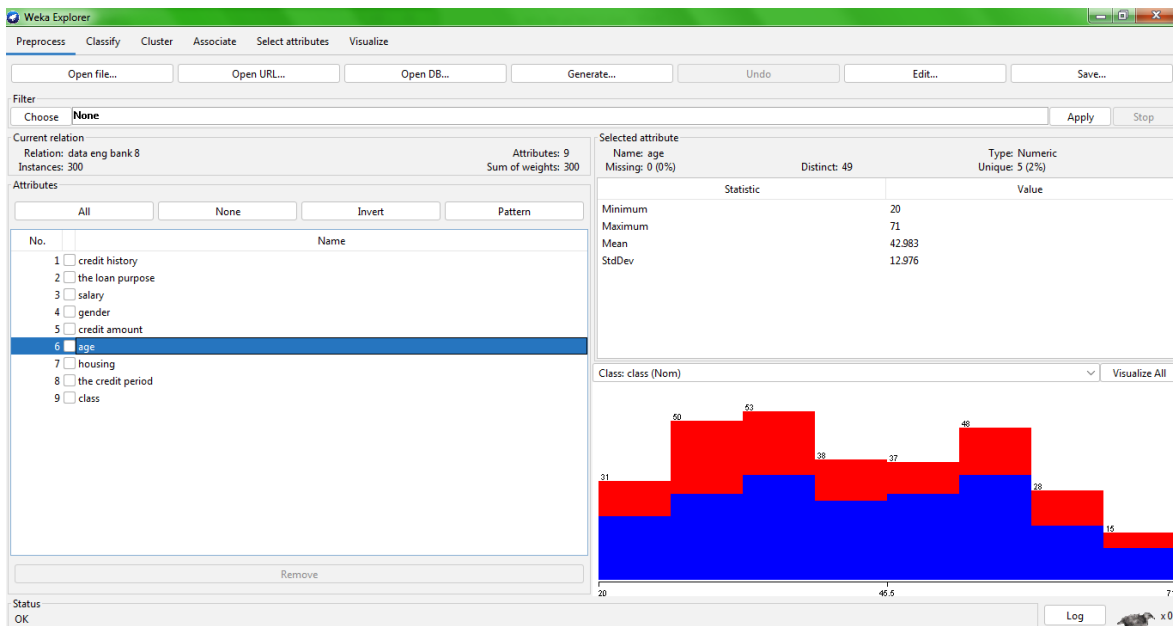 Weka Explorer
Preprocess Classify Cluster Associate Select attributes Visualize
Open file... Open URL... Open DB... Generate... Undo Edit... Save...
Filter
Choose None Apply Stop
Current relation
Relation: data eng bank 8 Attributes: 9
Instances: 300 Sum of weights: 300
Attributes
All None Invert Pattern
No. Name
1 credit history
2 the loan purpose
3 salary
4 gender
5 credit amount
6 age
7 housing
8 the credit period
9 class
Remove
Selected attribute
Name: age Type: Numeric
Missing: 0 (0%) Distinct: 49 Unique: 5 (2%)
Statistic Value
Minimum 20
Maximum 71
Mean 42.983
StdDev 12.976
Class: class (Nom) Visualize All
31 50 53 38 37 48 28 15
20 45.5 71
Status
OK Log x 0